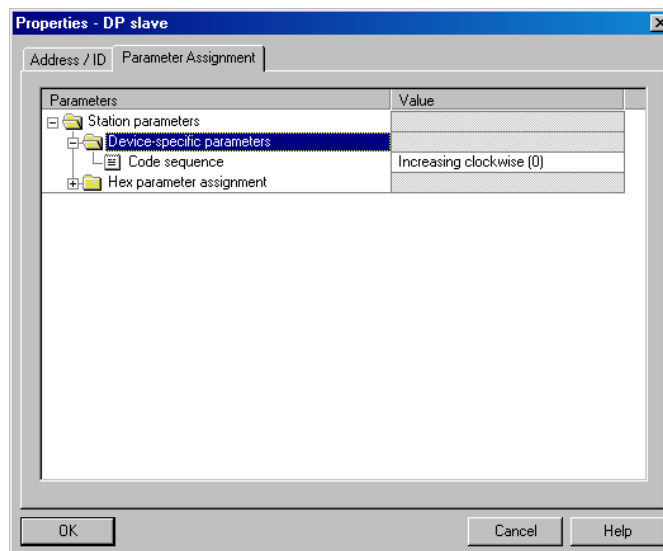 Properties - DP slave
Address / ID Parameter Assignment
Parameters Value
Station parameters
Device-specific parameters
Code sequence Increasing clockwise (0)
Hex parameter assignment
OK Cancel Help